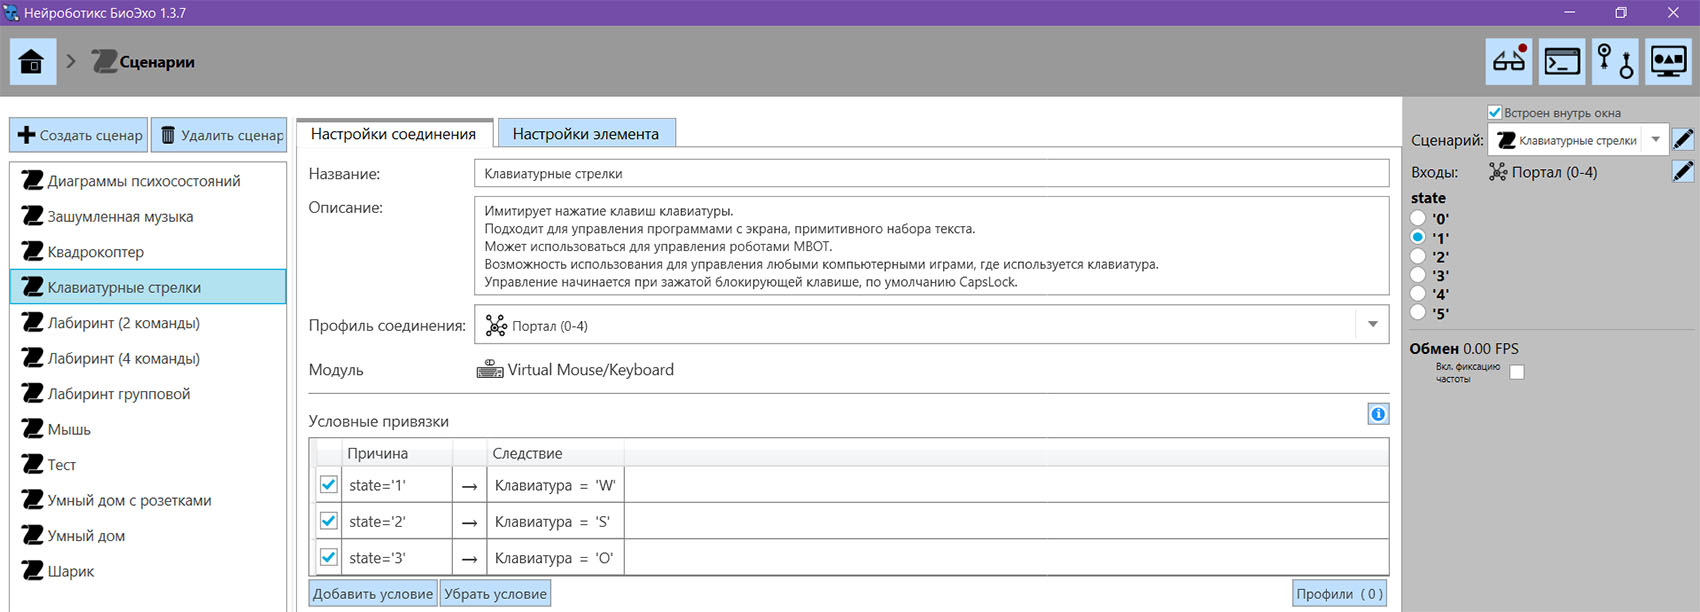 Нейроботикс БиоЭхо 1.3.7
Сценарии
Создать сценар
Удалить сценар
Диаграммы психосостояний
Зашумленная музыка
Квадрокоптер
Клавиатурные стрелки
Лабиринт (2 команды)
Лабиринт (4 команды)
Лабиринт групповой
Мышь
Тест
Умный дом с розетками
Умный дом
Шарик
Настройки соединения
Настройки элемента
Название:
Клавиатурные стрелки
Описание:
Имитирует нажатие клавиш клавиатуры.
Подходит для управления программами с экрана, примитивного набора текста.
Может использоваться для управления роботами МВОТ.
Возможность использования для управления любыми компьютерными играми, где используется клавиатура.
Управление начинается при зажатой блокирующей клавише, по умолчанию CapsLock.
Профиль соединения:
Портал (0-4)
Модуль
Virtual Mouse/Keyboard
Условные привязки
Причина Следствие
state='1' → Клавиатура = 'W'
state='2' → Клавиатура = 'S'
state='3' → Клавиатура = 'O'
Добавить условие
Убрать условие
Профили (0)
Встроен внутрь окна
Сценарий: Клавиатурные стрелки
Входы: Портал (0-4)
state
'0'
'1'
'2'
'3'
'4'
'5'
Обмен 0.00 FPS
Вкл. фиксацию
частоты